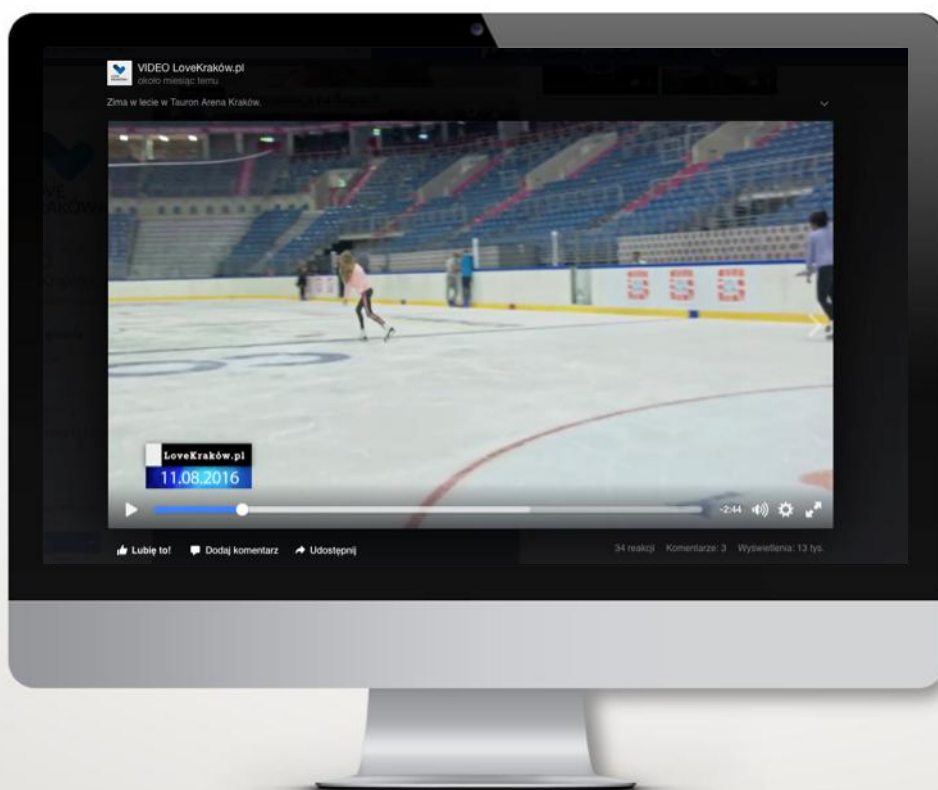 VIDEO LoveKraków.pl
około miesiąc temu
Zima w lecie w Tauron Arena Kraków.
LoveKraków.pl
11.08.2016
-2:44
Lubię to! Dodaj komentarz Udostępnij
34 reakcji Komentarze: 3 Wyświetlenia: 13 tys.